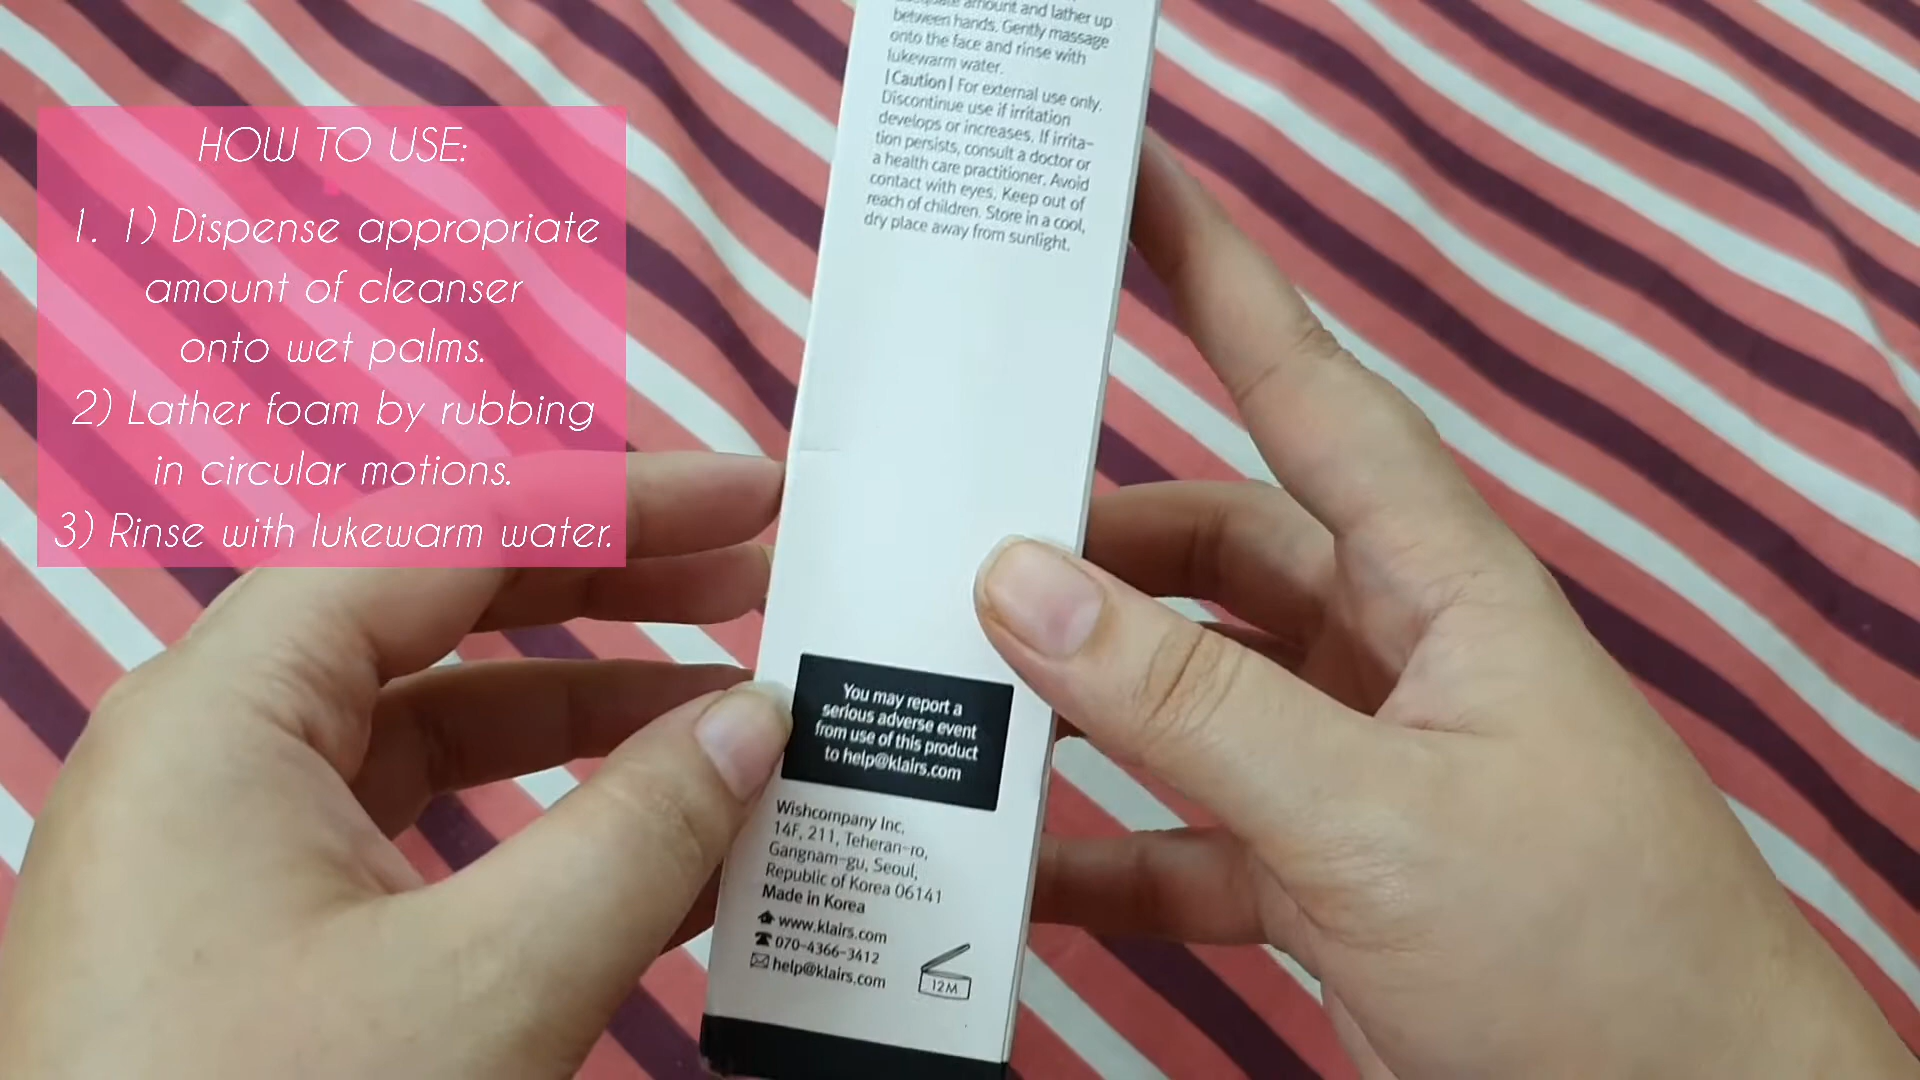 HOW TO USE:
1. 1) Dispense appropriate
amount of cleanser
onto wet palms.
2) Lather foam by rubbing
in circular motions.
3) Rinse with lukewarm water.
amount and lather up
between hands. Gently massage
onto the face and rinse with
lukewarm water.
|Caution| For external use only.
Discontinue use if irritation
develops or increases. If irrita-
tion persists, consult a doctor or
a health care practitioner. Avoid
contact with eyes. Keep out of
reach of children. Store in a cool,
dry place away from sunlight.
You may report a
serious adverse event
from use of this product
to help@klairs.com
Wishcompany Inc.
14F, 211, Teheran-ro,
Gangnam-gu, Seoul,
Republic of Korea 06141
Made in Korea
www.klairs.com
070-4366-3412
help@klairs.com
12M